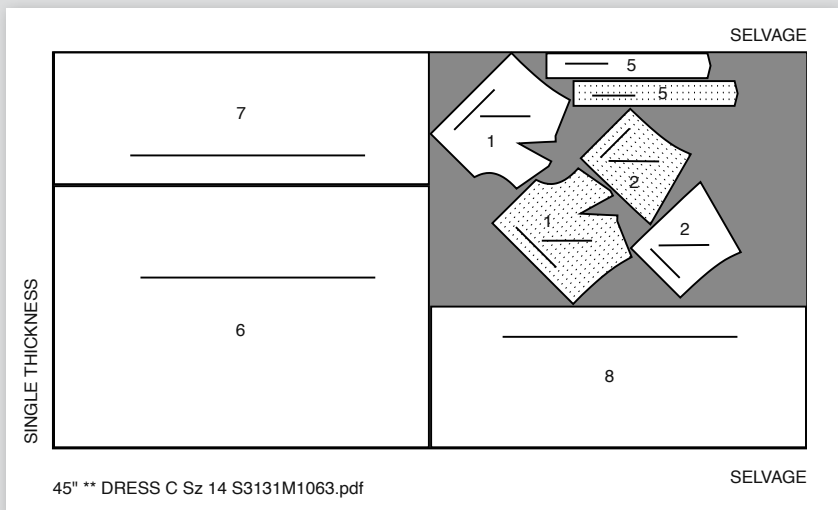 SELVAGE
5
7
5
1
2
1
2
SINGLE THICKNESS
6
8
SELVAGE
45" ** DRESS C Sz 14 S3131M1063.pdf